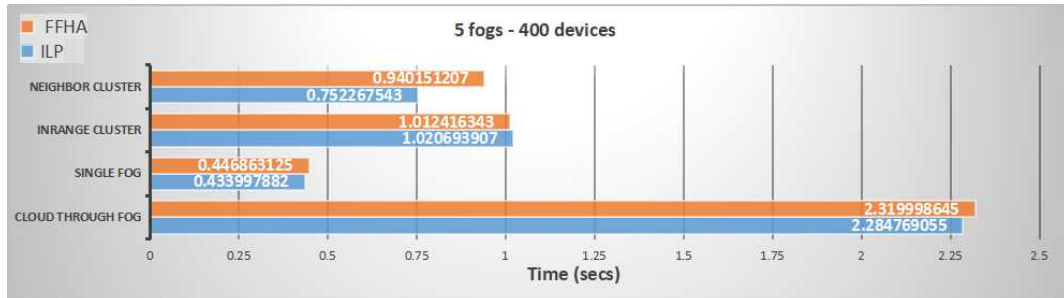 FFHA
ILP
5 fogs - 400 devices
NEIGHBOR CLUSTER
0.940151207
0.752267543
INRANGE CLUSTER
1.012416343
1.020693907
SINGLE FOG
0.446863125
0.433997882
CLOUD THROUGH FOG
2.319998645
2.284769055
0 0.25 0.5 0.75 1 1.25 1.5 1.75 2 2.25 2.5
Time (secs)